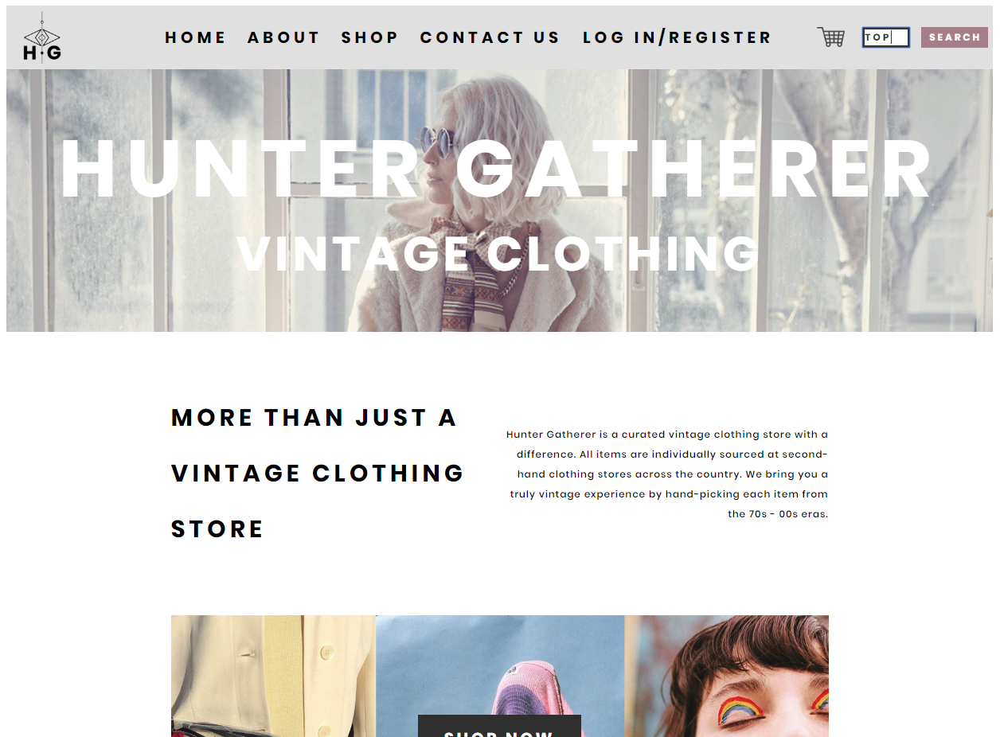 H G
HOME ABOUT SHOP CONTACT US LOG IN/REGISTER TOP SEARCH
HUNTER GATHERER
VINTAGE CLOTHING
MORE THAN JUST A
VINTAGE CLOTHING
STORE
Hunter Gatherer is a curated vintage clothing store with a
difference. All items are individually sourced at second-
hand clothing stores across the country. We bring you a
truly vintage experience by hand-picking each item from
the 70s - 00s eras.
SHOP NOW